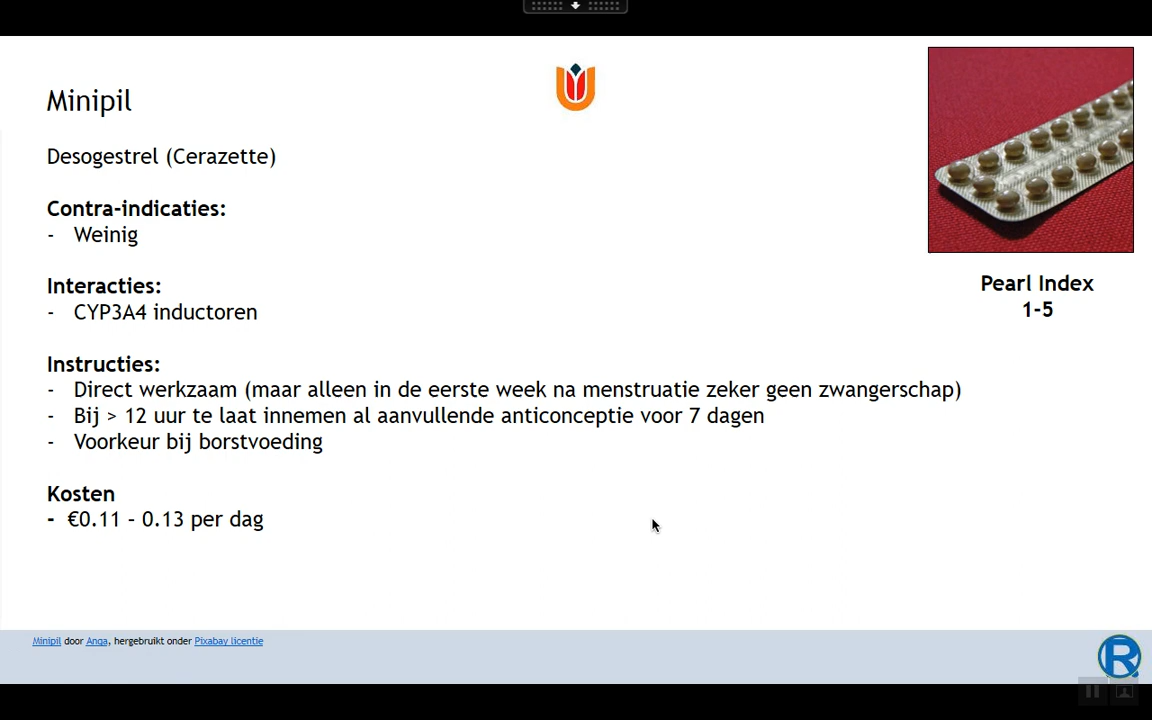 Minipil
Desogestrel (Cerazette)
Contra-indicaties:
- Weinig
Interacties:
- CYP3A4 inductoren
Instructies:
- Direct werkzaam (maar alleen in de eerste week na menstruatie zeker geen zwangerschap)
- Bij > 12 uur te laat innemen al aanvullende anticonceptie voor 7 dagen
- Voorkeur bij borstvoeding
Kosten
- €0.11 - 0.13 per dag
Pearl Index
1-5
Minipil door Anqa, hergebruikt onder Pixabay licentie
R